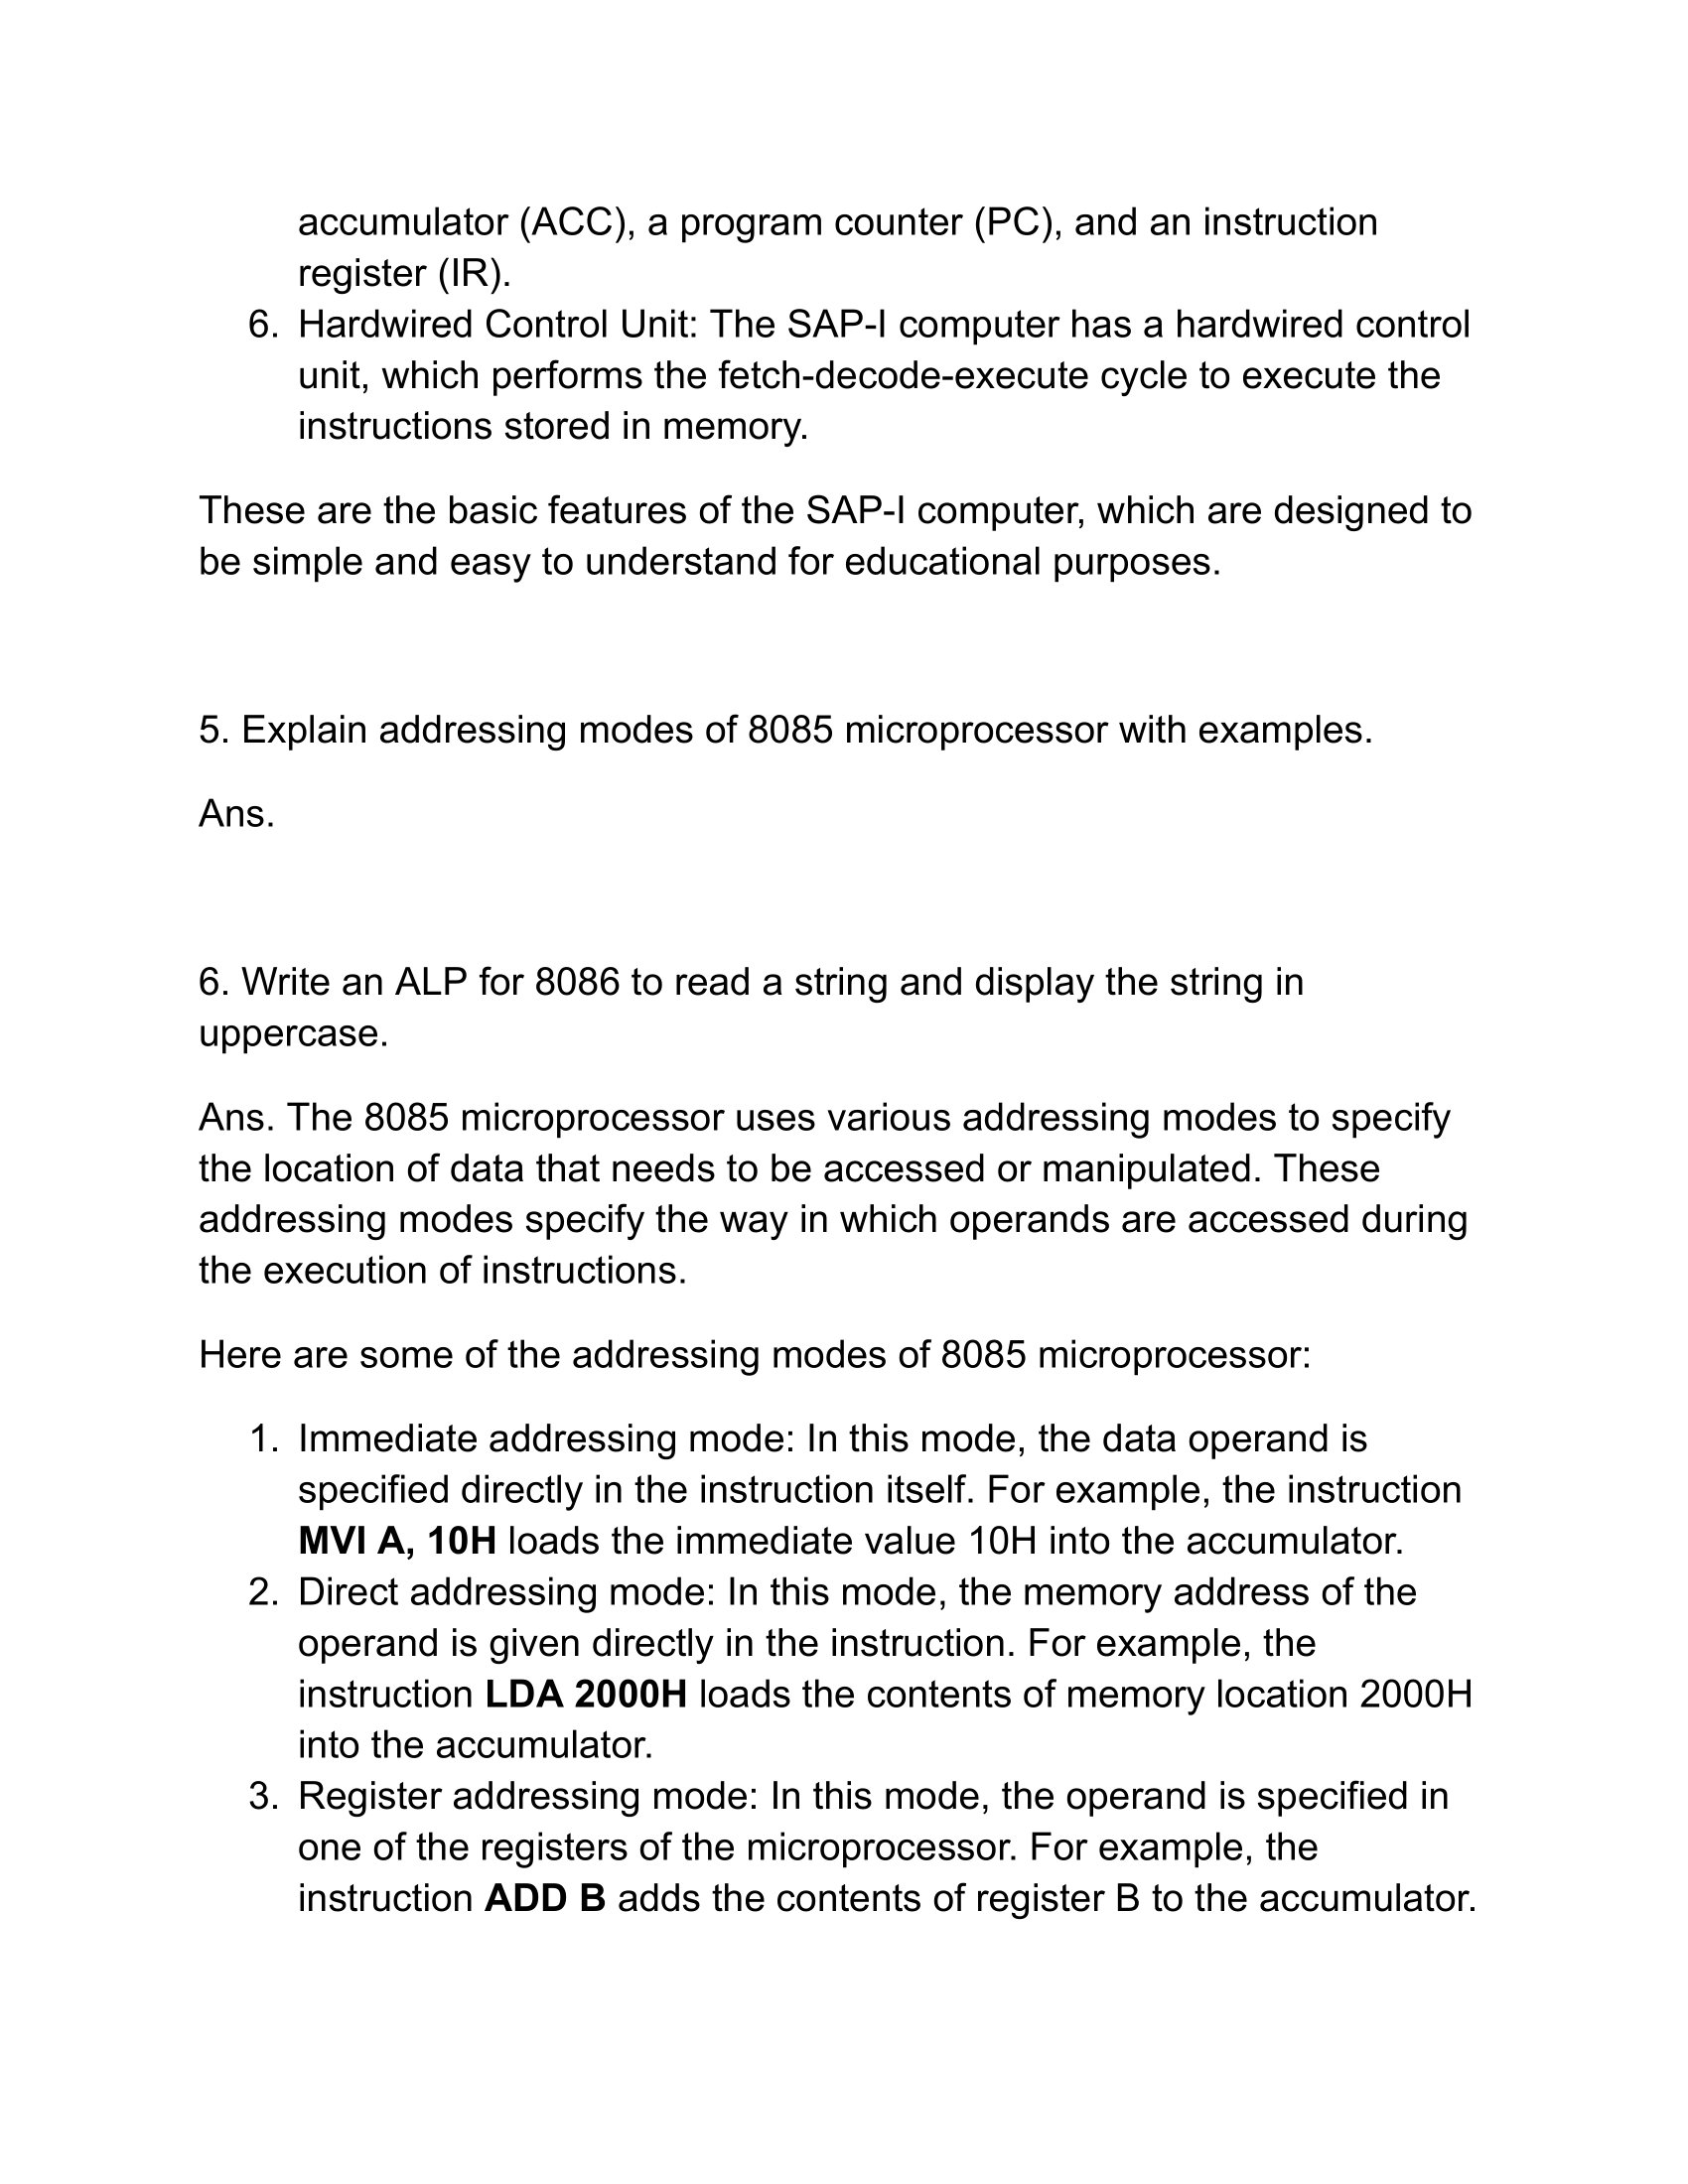 accumulator (ACC), a program counter (PC), and an instruction
register (IR).
6. Hardwired Control Unit: The SAP-I computer has a hardwired control
unit, which performs the fetch-decode-execute cycle to execute the
instructions stored in memory.
These are the basic features of the SAP-I computer, which are designed to
be simple and easy to understand for educational purposes.
5. Explain addressing modes of 8085 microprocessor with examples.
Ans.
6. Write an ALP for 8086 to read a string and display the string in
uppercase.
Ans. The 8085 microprocessor uses various addressing modes to specify
the location of data that needs to be accessed or manipulated. These
addressing modes specify the way in which operands are accessed during
the execution of instructions.
Here are some of the addressing modes of 8085 microprocessor:
1. Immediate addressing mode: In this mode, the data operand is
specified directly in the instruction itself. For example, the instruction
MVI A, 10H loads the immediate value 10H into the accumulator.
2. Direct addressing mode: In this mode, the memory address of the
operand is given directly in the instruction. For example, the
instruction LDA 2000H loads the contents of memory location 2000H
into the accumulator.
3. Register addressing mode: In this mode, the operand is specified in
one of the registers of the microprocessor. For example, the
instruction ADD B adds the contents of register B to the accumulator.